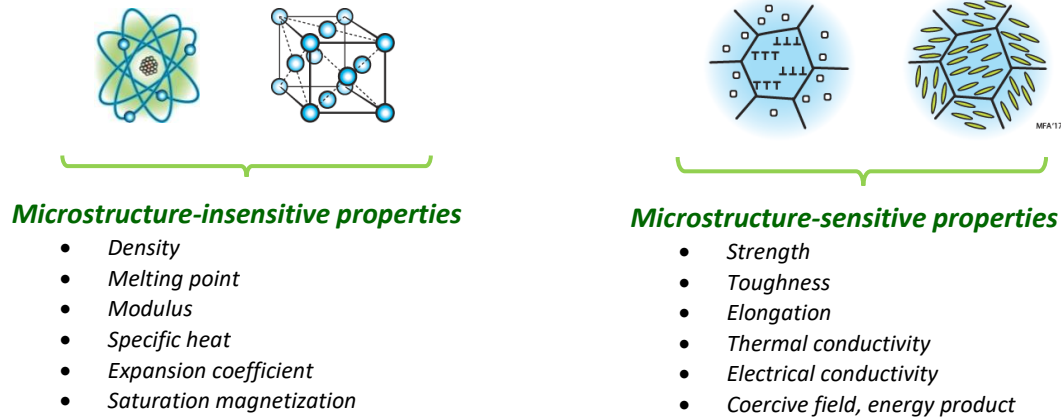 MFA'17
Microstructure-insensitive properties
• Density
• Melting point
• Modulus
• Specific heat
• Expansion coefficient
• Saturation magnetization
Microstructure-sensitive properties
• Strength
• Toughness
• Elongation
• Thermal conductivity
• Electrical conductivity
• Coercive field, energy product